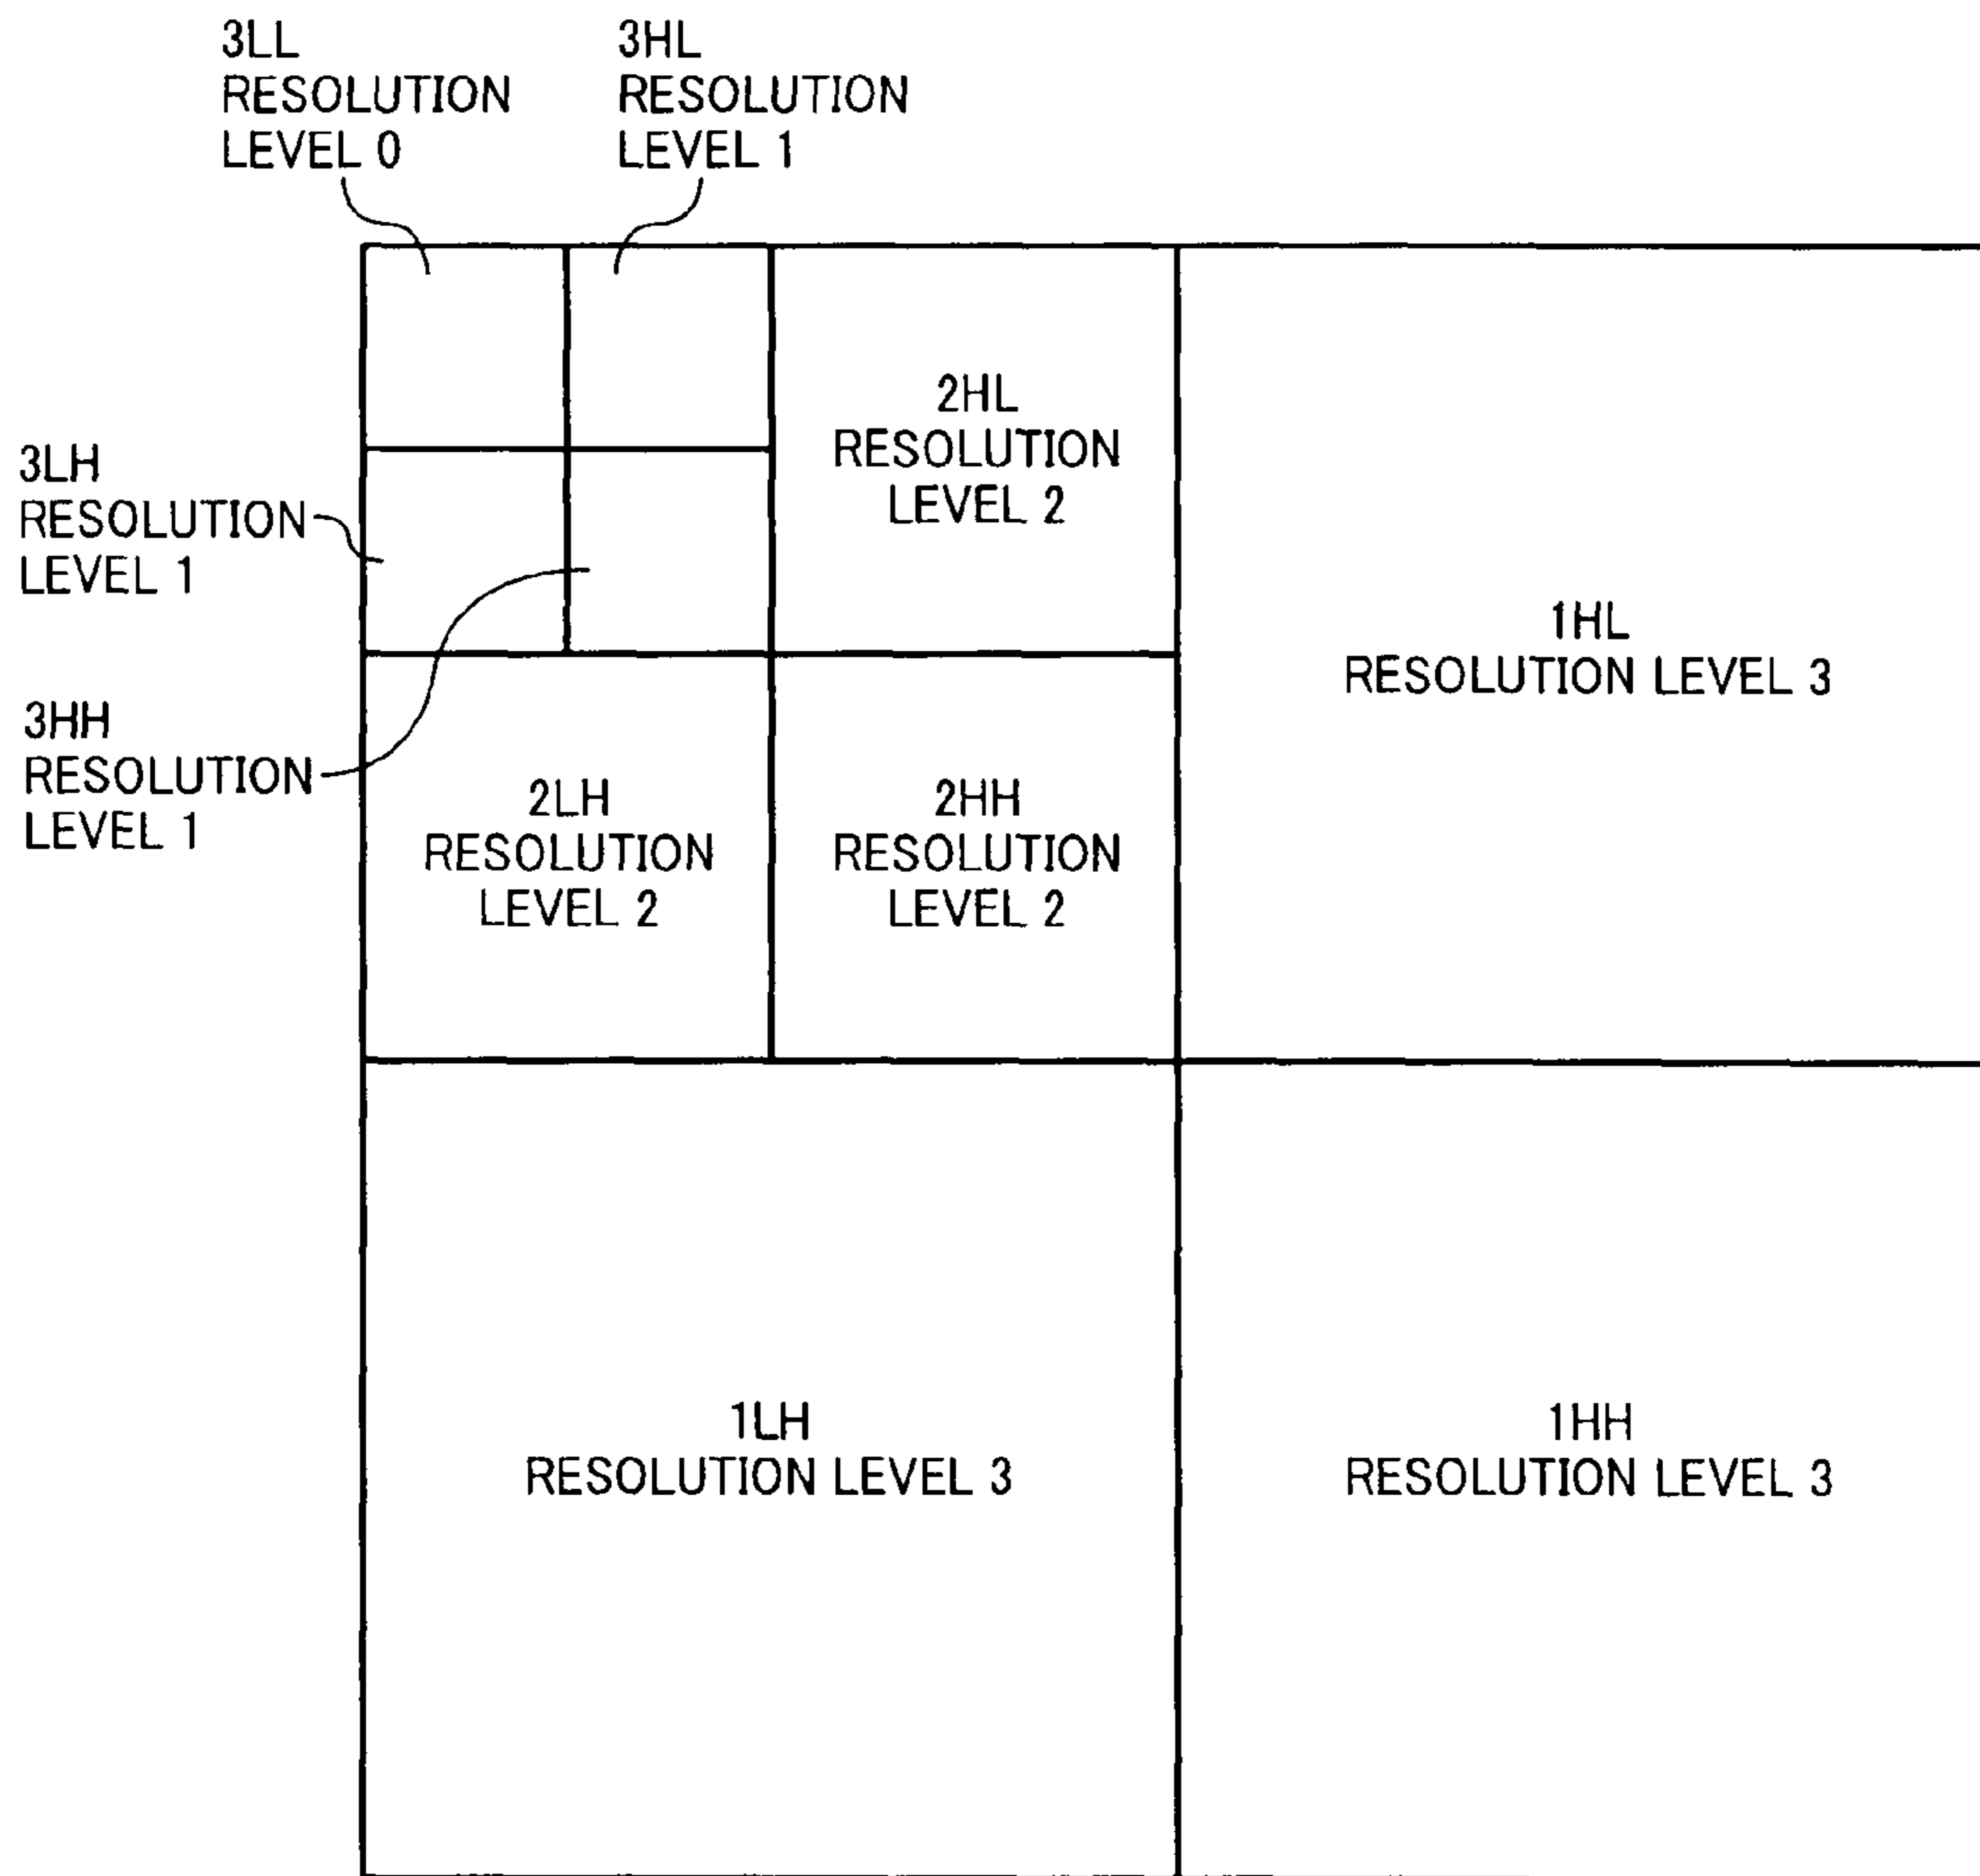 3LL
RESOLUTION
LEVEL 0
3HL
RESOLUTION
LEVEL 1
2HL
RESOLUTION
LEVEL 2
3LH
RESOLUTION
LEVEL 1
1HL
RESOLUTION LEVEL 3
3HH
RESOLUTION
LEVEL 1
2LH
RESOLUTION
LEVEL 2
2HH
RESOLUTION
LEVEL 2
1LH
RESOLUTION LEVEL 3
1HH
RESOLUTION LEVEL 3